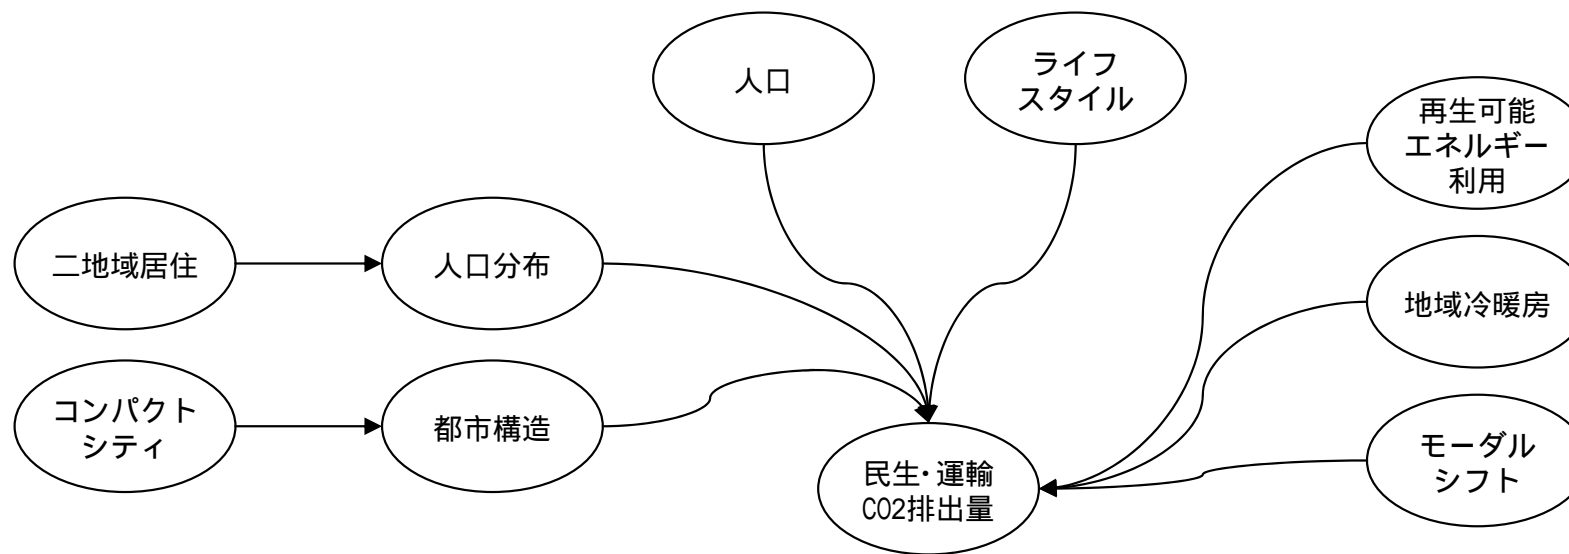 人口
ライフ
スタイル
再生可能
エネルギー
利用
二地域居住
人口分布
地域冷暖房
コンパクト
シティ
都市構造
モーダル
シフト
民生・運輸
CO2排出量